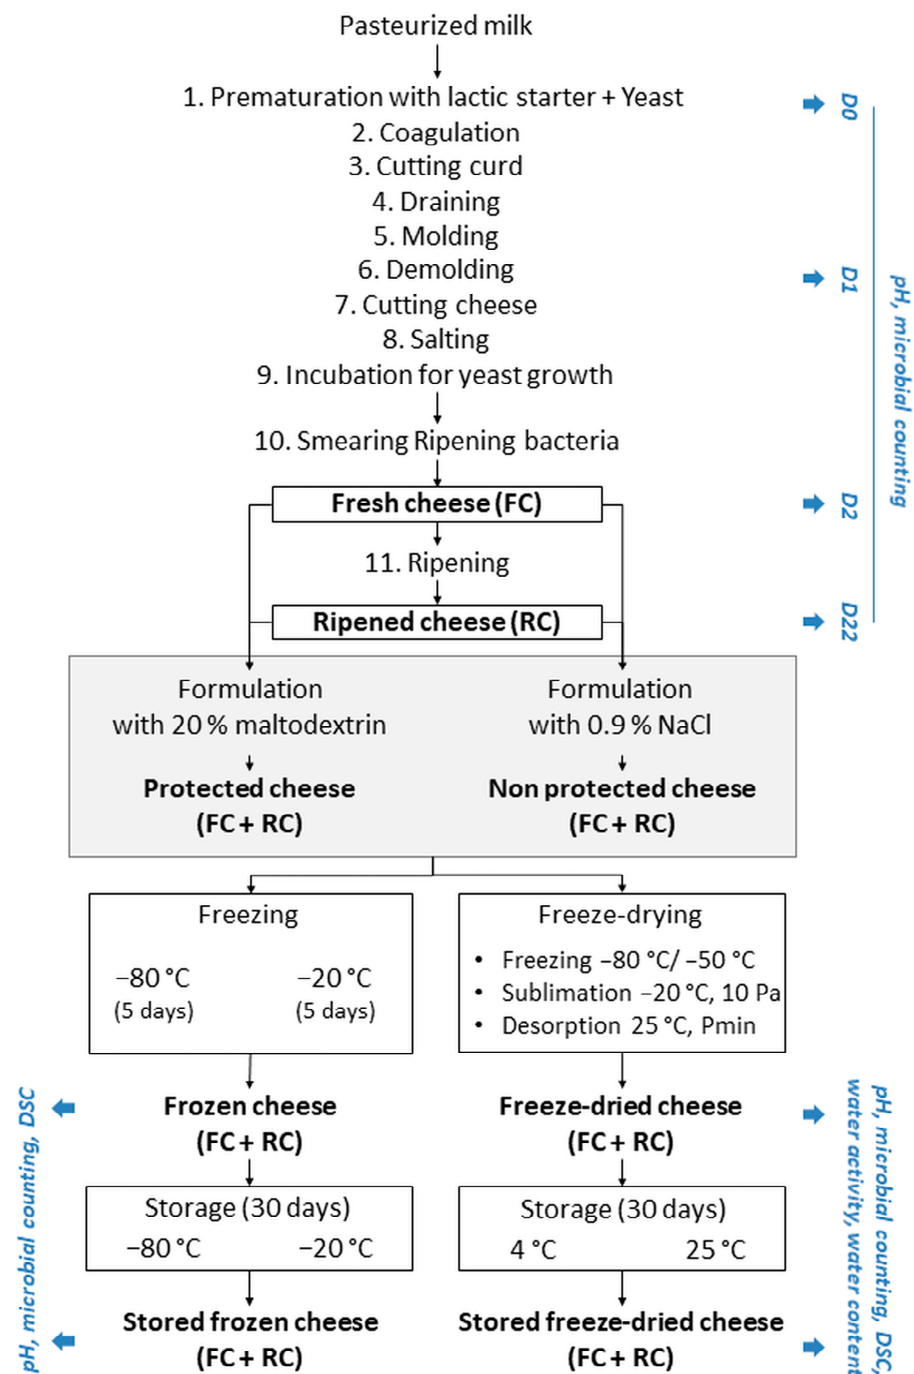 Pasteurized milk
1. Prematuration with lactic starter + Yeast
D0
2. Coagulation
3. Cutting curd
4. Draining
5. Molding
6. Demolding
D1
7. Cutting cheese
8. Salting
9. Incubation for yeast growth
pH, microbial counting
10. Smearing Ripening bacteria
Fresh cheese (FC)
D2
11. Ripening
Ripened cheese (RC)
D22
Formulation
with 20 % maltodextrin
Formulation
with 0.9 % NaCl
Protected cheese
(FC + RC)
Non protected cheese
(FC + RC)
Freezing
−80 °C
(5 days)
−20 °C
(5 days)
Freeze-drying
• Freezing −80 °C/ −50 °C
• Sublimation −20 °C, 10 Pa
• Desorption 25 °C, Pmin
Frozen cheese
(FC + RC)
Freeze-dried cheese
(FC + RC)
Storage (30 days)
−80 °C −20 °C
Storage (30 days)
4 °C 25 °C
Stored frozen cheese
(FC + RC)
Stored freeze-dried cheese
(FC + RC)
pH, microbial counting, DSC
pH, microbial counting, DSC,
water activity, water content